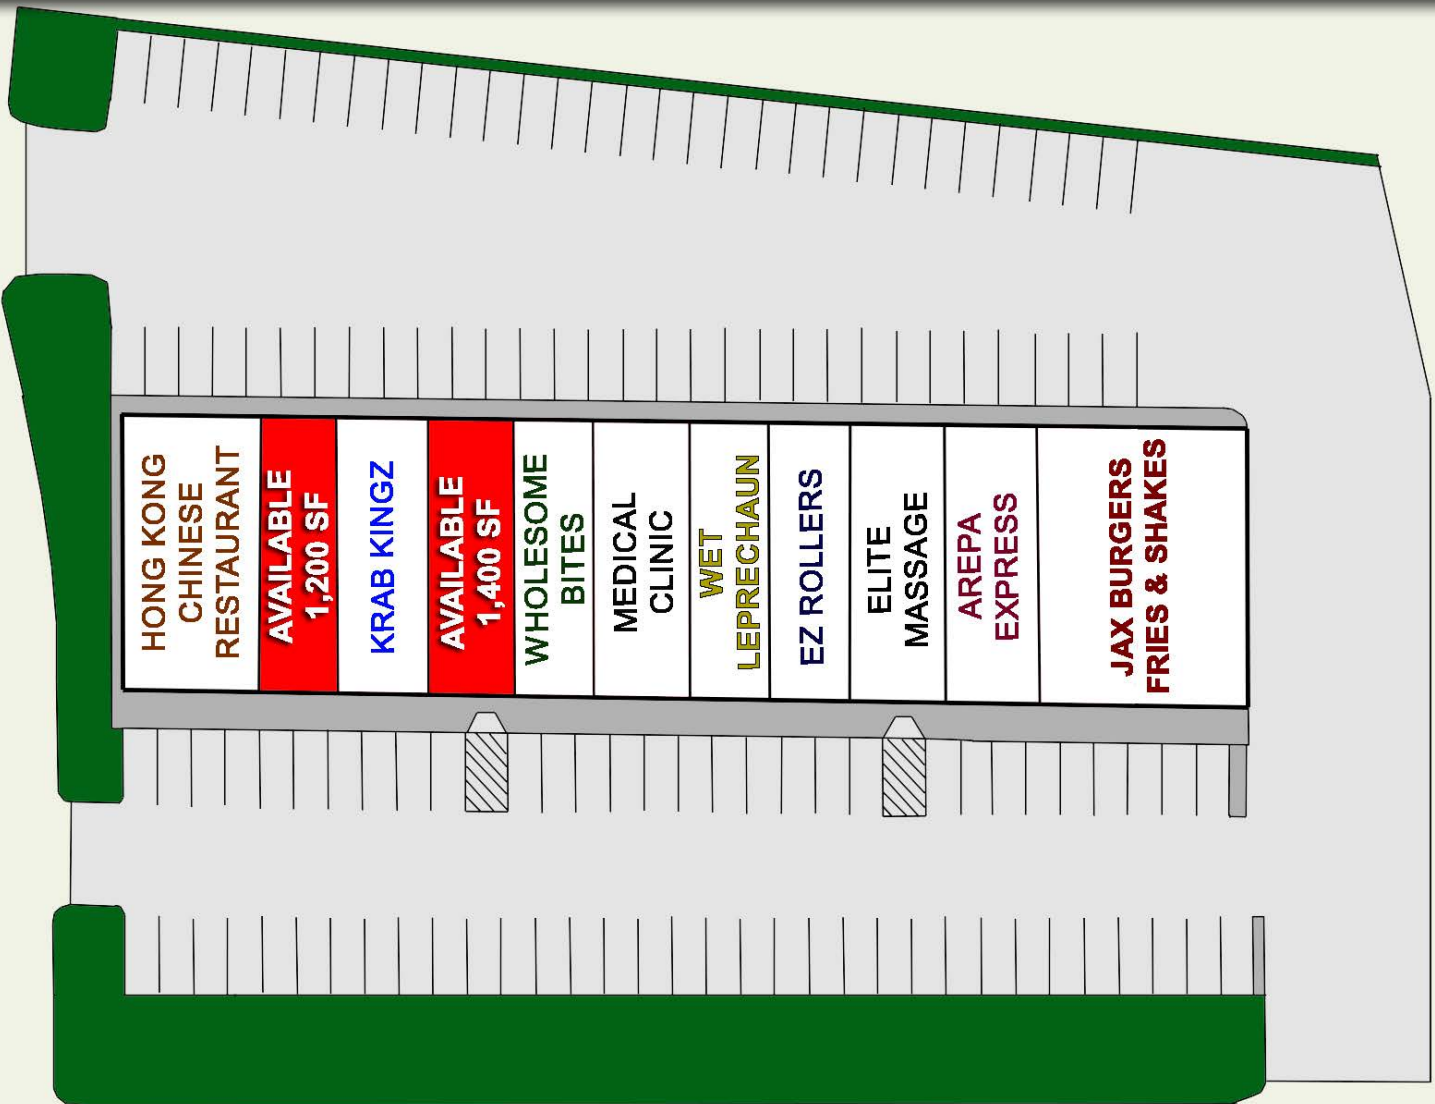 HONG KONG
CHINESE
RESTAURANT
AVAILABLE
1,200 SF
KRAB KINGZ
AVAILABLE
1,400 SF
WHOLESOME
BITES
MEDICAL
CLINIC
WET
LEPRECHAUN
EZ ROLLERS
ELITE
MASSAGE
AREPA
EXPRESS
JAX BURGERS
FRIES & SHAKES